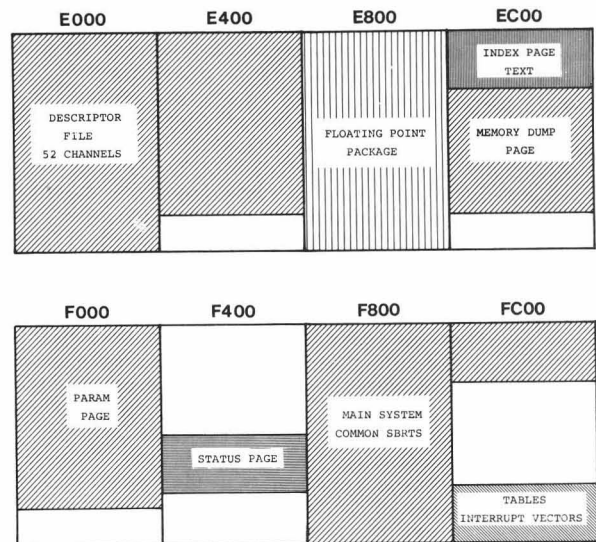 E000 E400 E800 EC00
INDEX PAGE
TEXT
DESCRIPTOR
FILE
52 CHANNELS
FLOATING POINT
PACKAGE
MEMORY DUMP
PAGE
F000 F400 F800 FC00
PARAM
PAGE
STATUS PAGE
MAIN SYSTEM
COMMON SBRTS
TABLES
INTERRUPT VECTORS